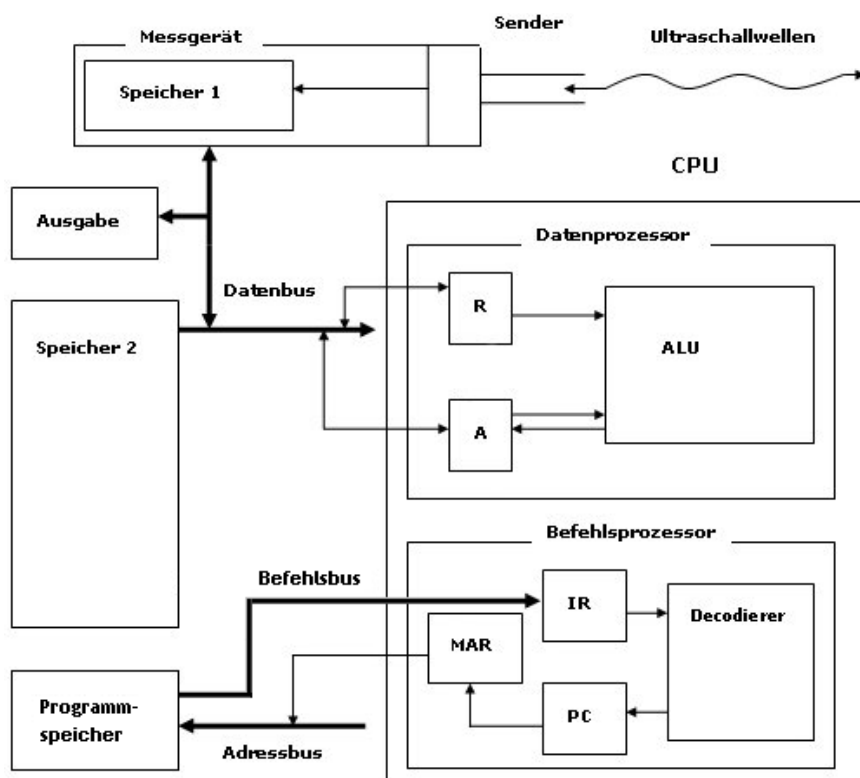 Sender
Messgerät
Ultraschallwellen
Speicher 1
CPU
Ausgabe
Datenprozessor
Datenbus
R
ALU
Speicher 2
A
Befehlsprozessor
Befehlsbus
IR
Decodierer
MAR
Programm-
speicher
PC
Adressbus